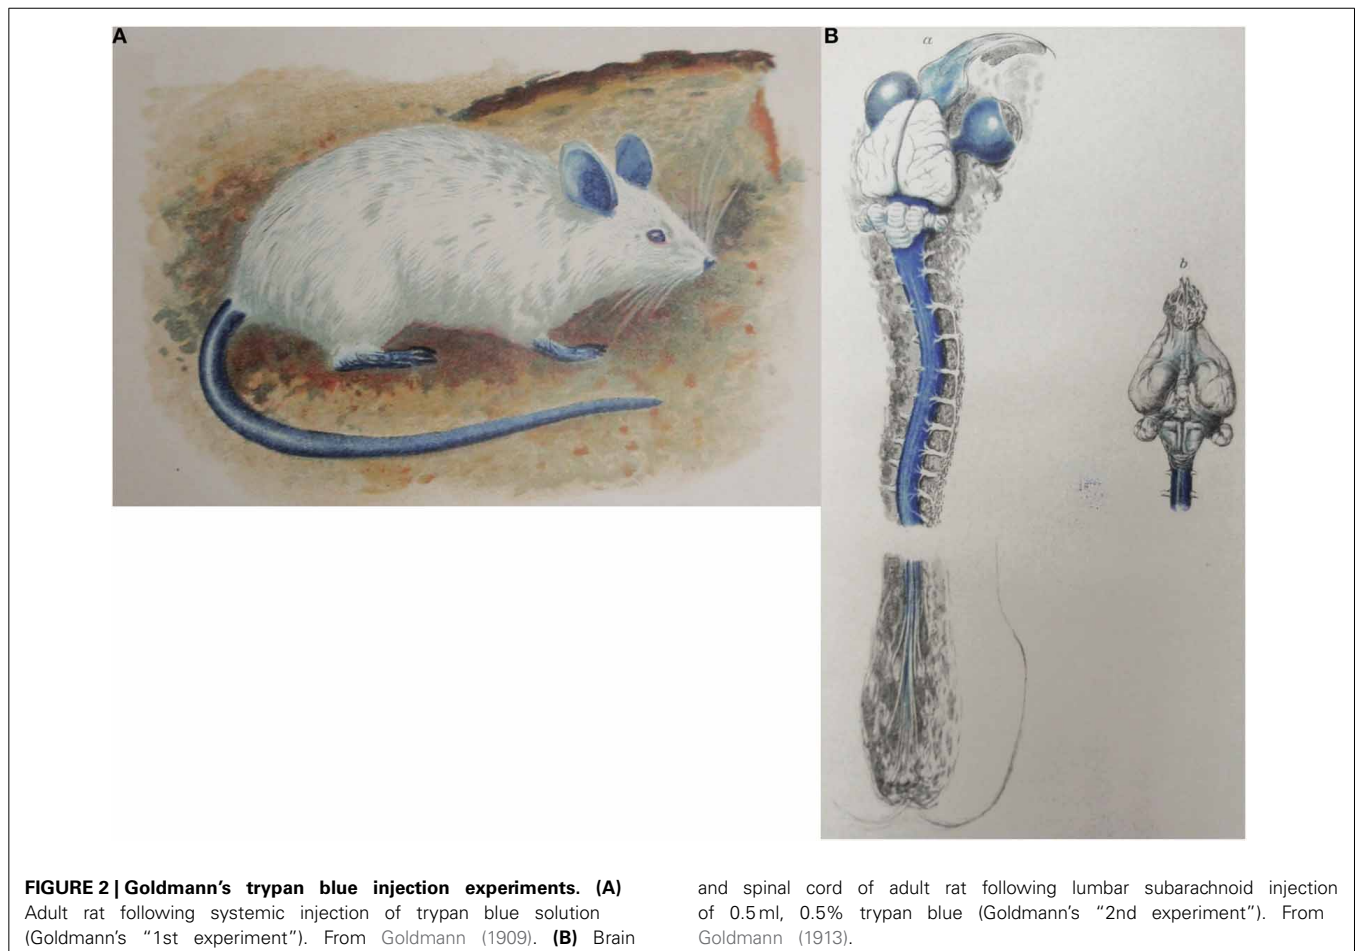 A
B
a
b
FIGURE 2 | Goldmann's trypan blue injection experiments. (A)
Adult rat following systemic injection of trypan blue solution
(Goldmann's "1st experiment"). From Goldmann (1909). (B) Brain
and spinal cord of adult rat following lumbar subarachnoid injection
of 0.5 ml, 0.5% trypan blue (Goldmann's "2nd experiment"). From
Goldmann (1913).